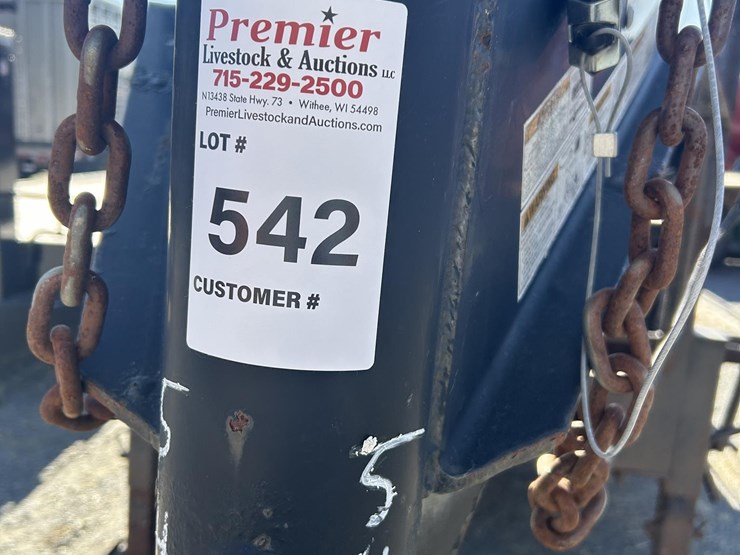 Premier
Livestock & Auctions LLC
715-229-2500
N13438 State Hwy. 73 • Withee, WI 54498
PremierLivestockandAuctions.com
LOT #
542
CUSTOMER #
5